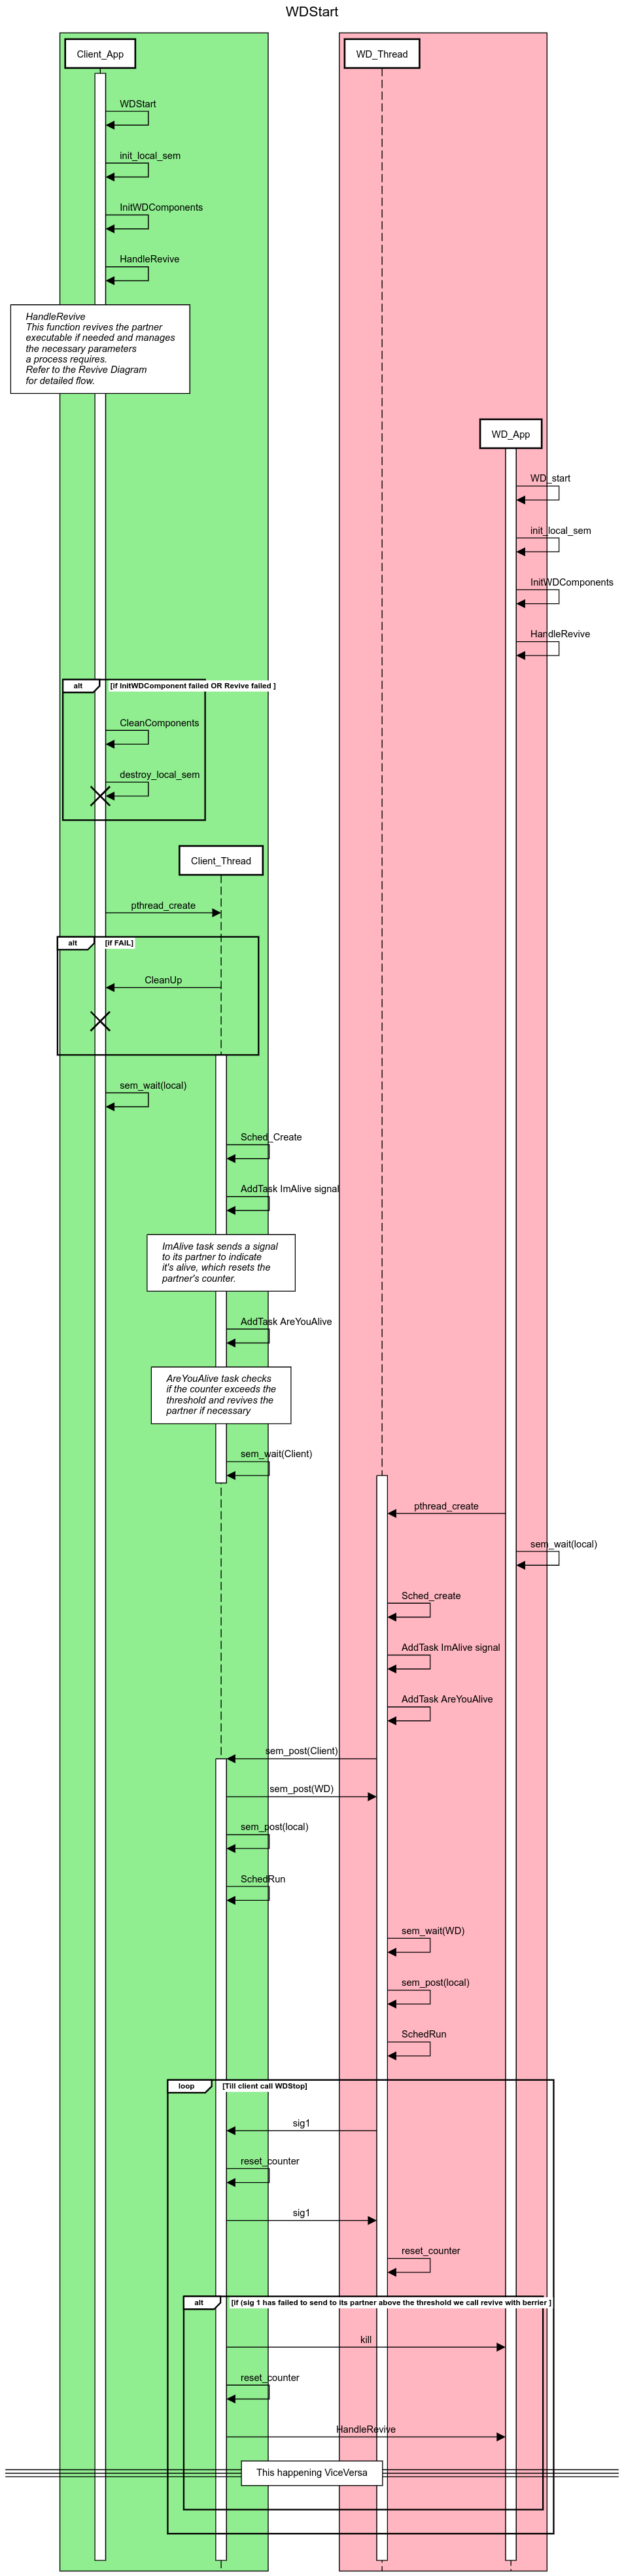 WDStart
Client_App
WD_Thread
WDStart
init_local_sem
InitWDComponents
HandleRevive
HandleRevive
This function revives the partner
executable if needed and manages
the necessary parameters
a process requires.
Refer to the Revive Diagram
for detailed flow.
WD_App
WD_start
init_local_sem
InitWDComponents
HandleRevive
alt [if InitWDComponent failed OR Revive failed ]
CleanComponents
destroy_local_sem
Client_Thread
pthread_create
alt [if FAIL]
CleanUp
sem_wait(local)
Sched_Create
AddTask ImAlive signal
ImAlive task sends a signal
to its partner to indicate
it's alive, which resets the
partner's counter.
AddTask AreYouAlive
AreYouAlive task checks
if the counter exceeds the
threshold and revives the
partner if necessary
sem_wait(Client)
pthread_create
sem_wait(local)
Sched_create
AddTask ImAlive signal
AddTask AreYouAlive
sem_post(Client)
sem_post(WD)
sem_post(local)
SchedRun
sem_wait(WD)
sem_post(local)
SchedRun
loop [Till client call WDStop]
sig1
reset_counter
sig1
reset_counter
alt [if (sig 1 has failed to send to its partner above the threshold we call revive with berrier ]
kill
reset_counter
HandleRevive
This happening ViceVersa